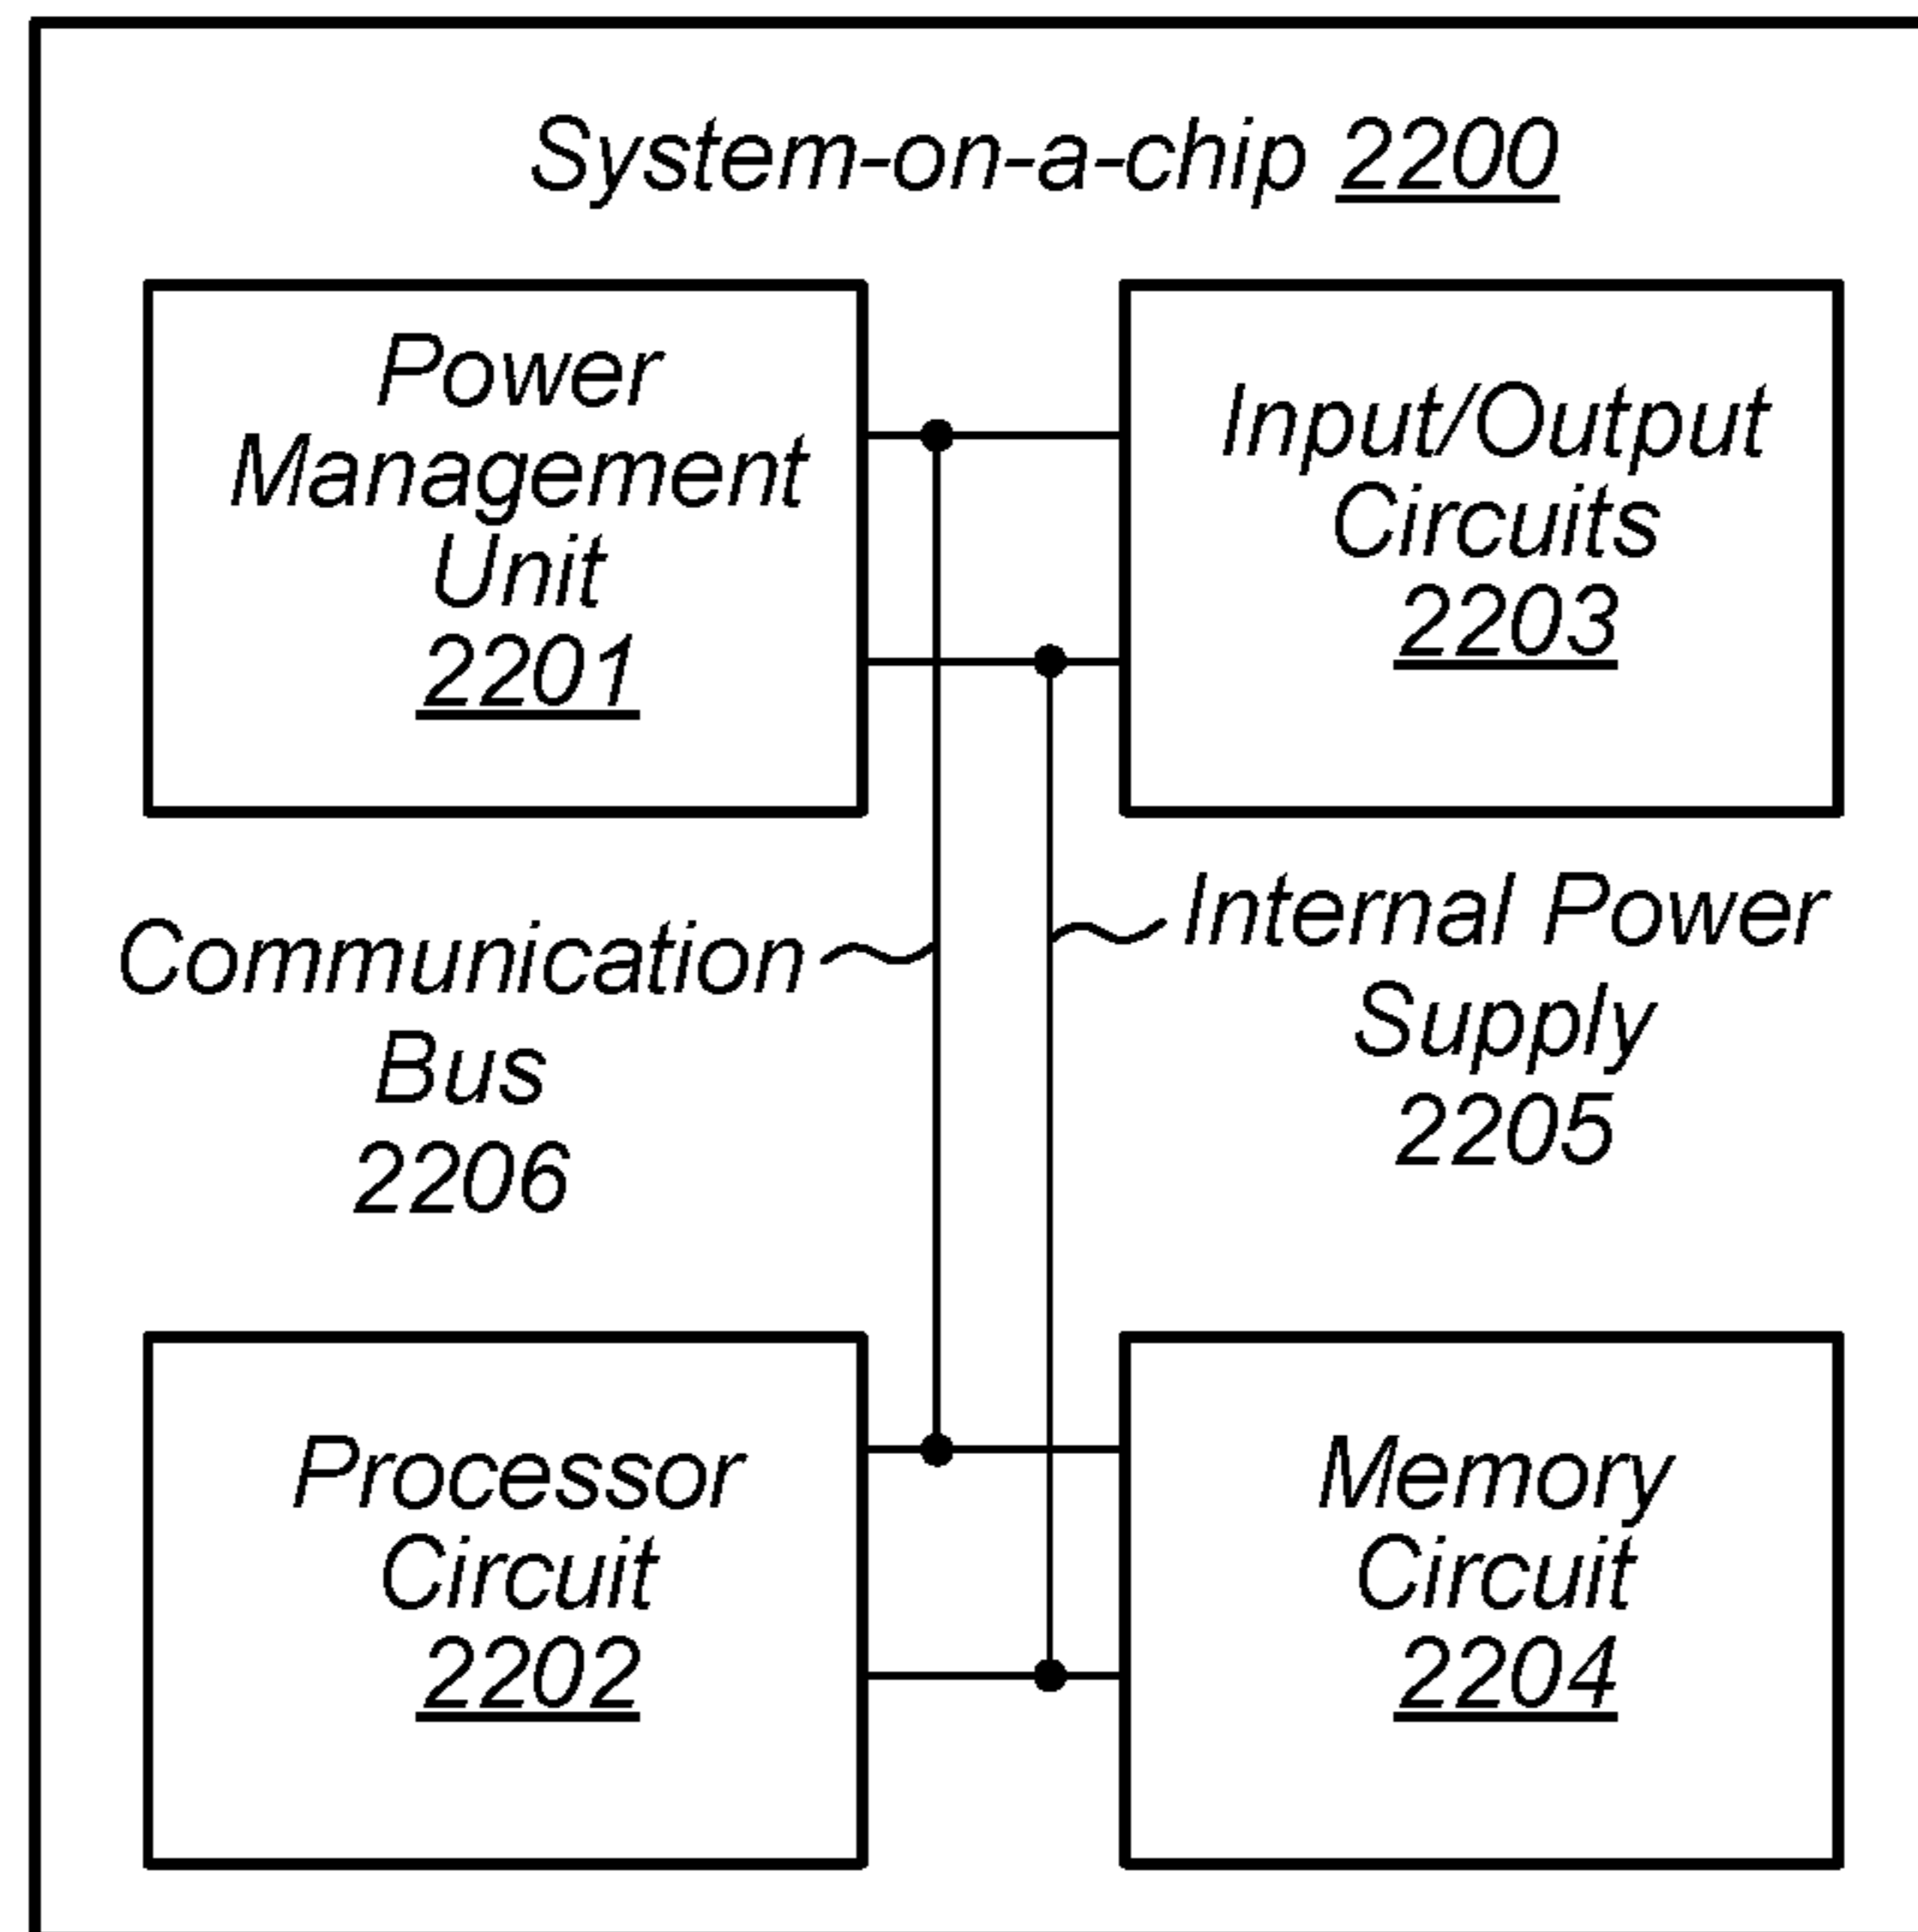 System-on-a-chip 2200
Power
Management
Unit
2201
Input/Output
Circuits
2203
Communication
Bus
2206
Internal Power
Supply
2205
Processor
Circuit
2202
Memory
Circuit
2204